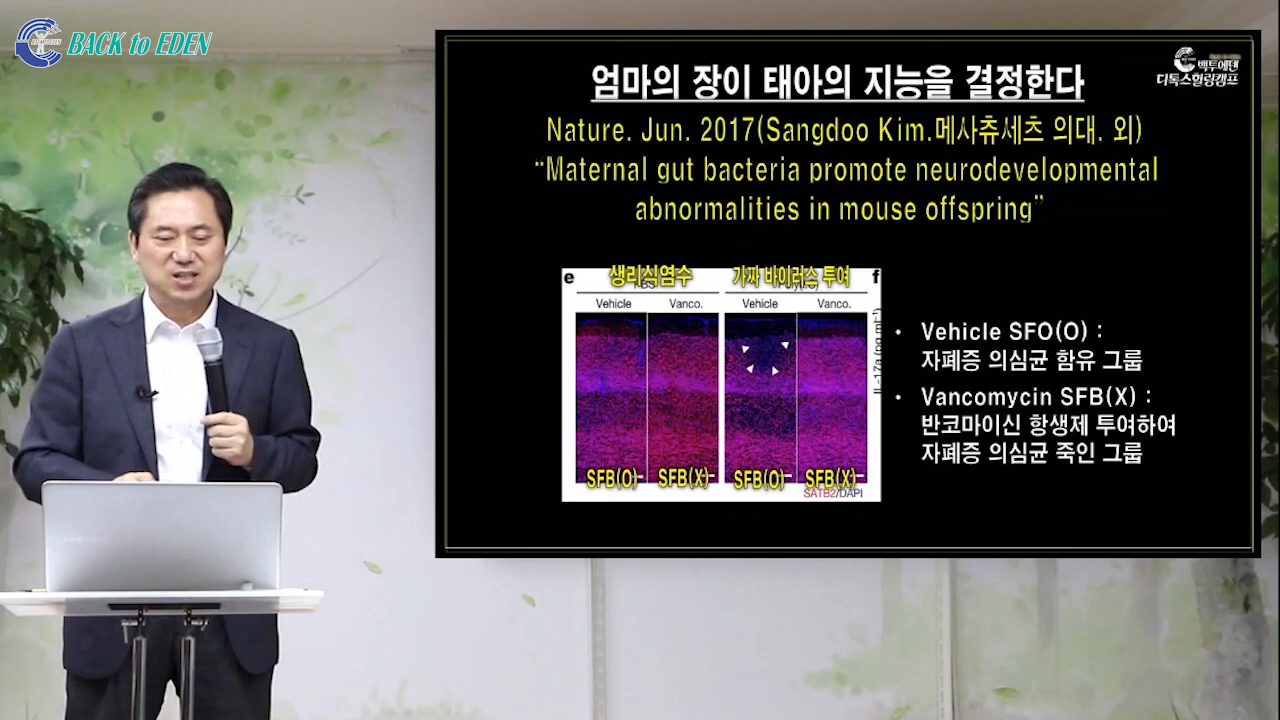 BACK to EDEN
백투에덴
디톡스힐링캠프
엄마의 장이 태아의 지능을 결정한다
Nature. Jun. 2017(Sangdoo Kim.메사츄세츠 의대. 외)
“Maternal gut bacteria promote neurodevelopmental
abnormalities in mouse offspring”
e 생리식염수 가짜 바이러스 투여 f
Vehicle Vanco. Vehicle Vanco.
IL-17a (pg ml⁻¹)
SFB(O) SFB(X) SFB(O) SFB(X)
SATB2/DAPI
• Vehicle SFO(O) :
자폐증 의심균 함유 그룹
• Vancomycin SFB(X) :
반코마이신 항생제 투여하여
자폐증 의심균 죽인 그룹